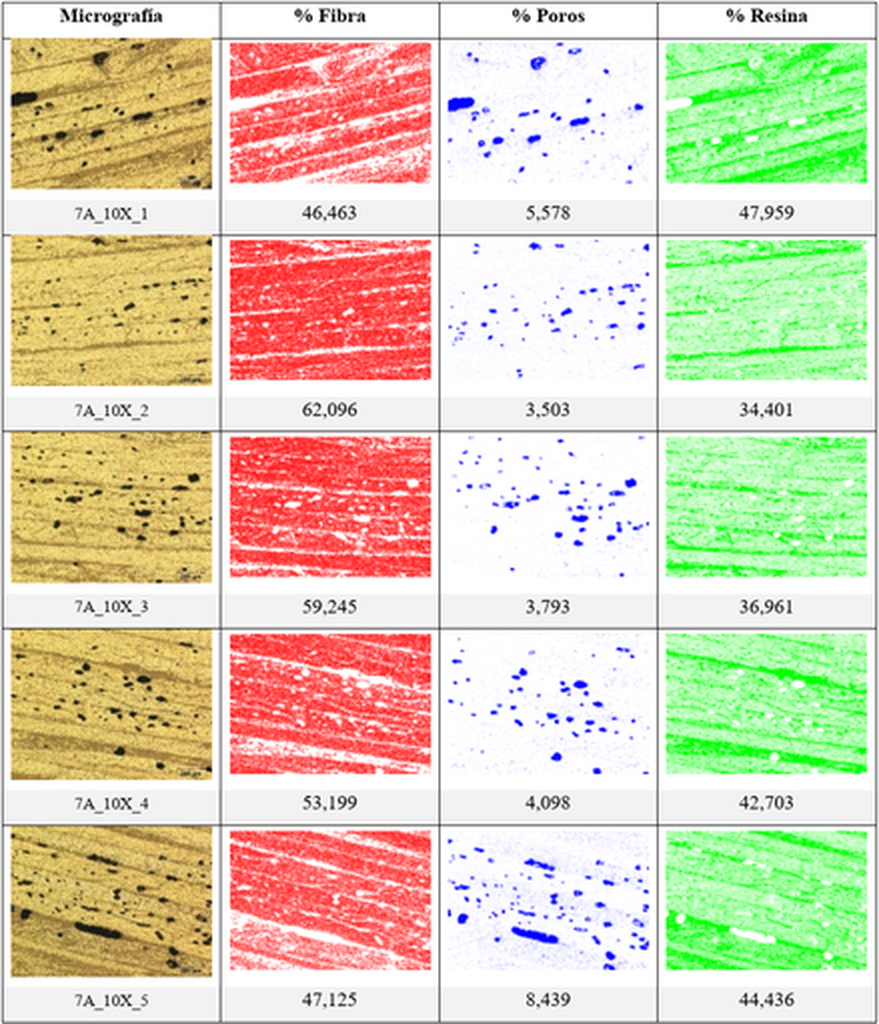 Micrografía % Fibra % Poros % Resina
7A_10X_1 46,463 5,578 47,959
7A_10X_2 62,096 3,503 34,401
7A_10X_3 59,245 3,793 36,961
7A_10X_4 53,199 4,098 42,703
7A_10X_5 47,125 8,439 44,436